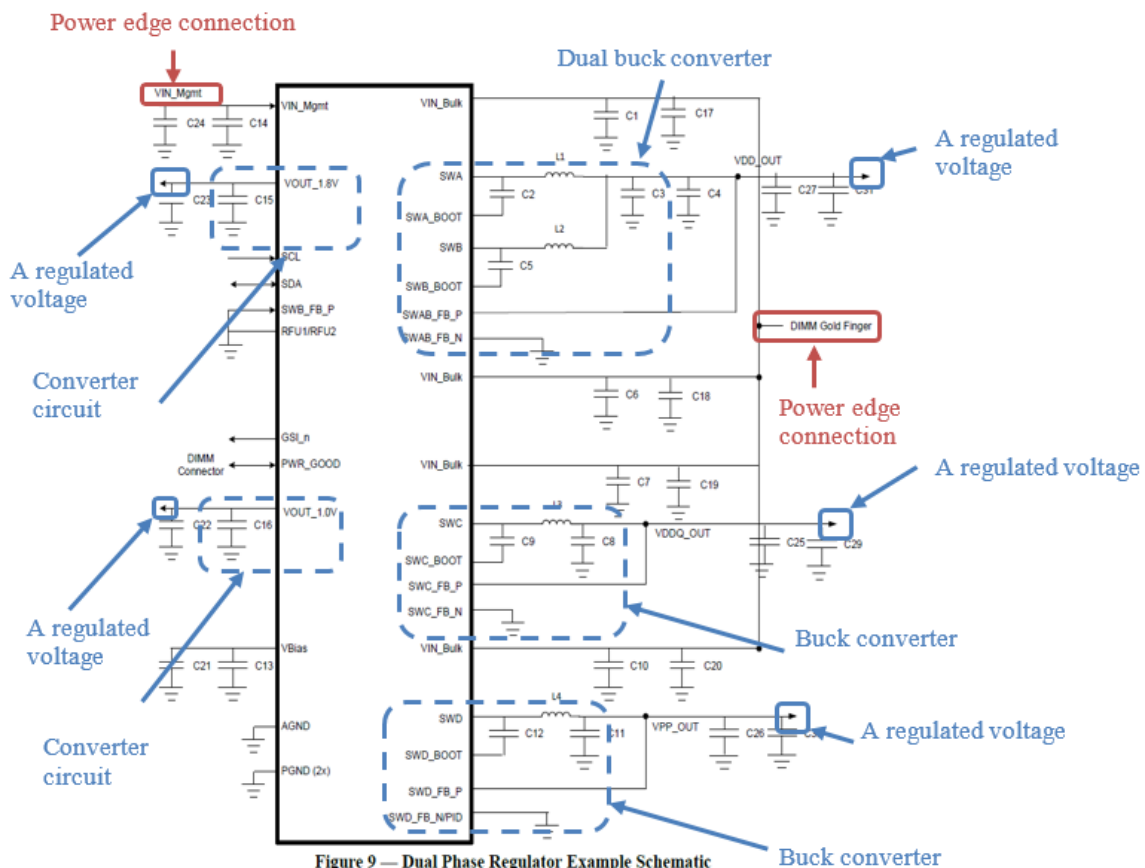 Power edge
connection
Dual buck converter
VIN_Mgmt
VIN_Mgmt
VIN_Bulk
C24
C14
C1
C17
A regulated
voltage
L1
VDD_OUT
SWA
VOUT_1.8V
C2
C3
C4
C27
C31
C23
C15
SWA_BOOT
L2
SWB
C5
SCL
A regulated
voltage
SDA
SWB_BOOT
SWB_FB_P
SWAB_FB_P
RFU1/RFU2
SWAB_FB_N
DIMM Gold Finger
Converter
circuit
VIN_Bulk
C6
C18
Power edge
connection
GSI_n
DIMM
Connector
PWR_GOOD
VIN_Bulk
C7
C19
A regulated voltage
VOUT_1.0V
L3
SWC
C22
C16
C9
C8
VDDQ_OUT
C25
C29
SWC_BOOT
SWC_FB_P
SWC_FB_N
A regulated
voltage
Buck converter
VBias
VIN_Bulk
C21
C13
C10
C20
L4
SWD
AGND
C12
C11
VPP_OUT
C26
A regulated voltage
Converter
circuit
SWD_BOOT
PGND (2x)
SWD_FB_P
SWD_FB_N/PID
Buck converter
Figure 9 — Dual Phase Regulator Example Schematic